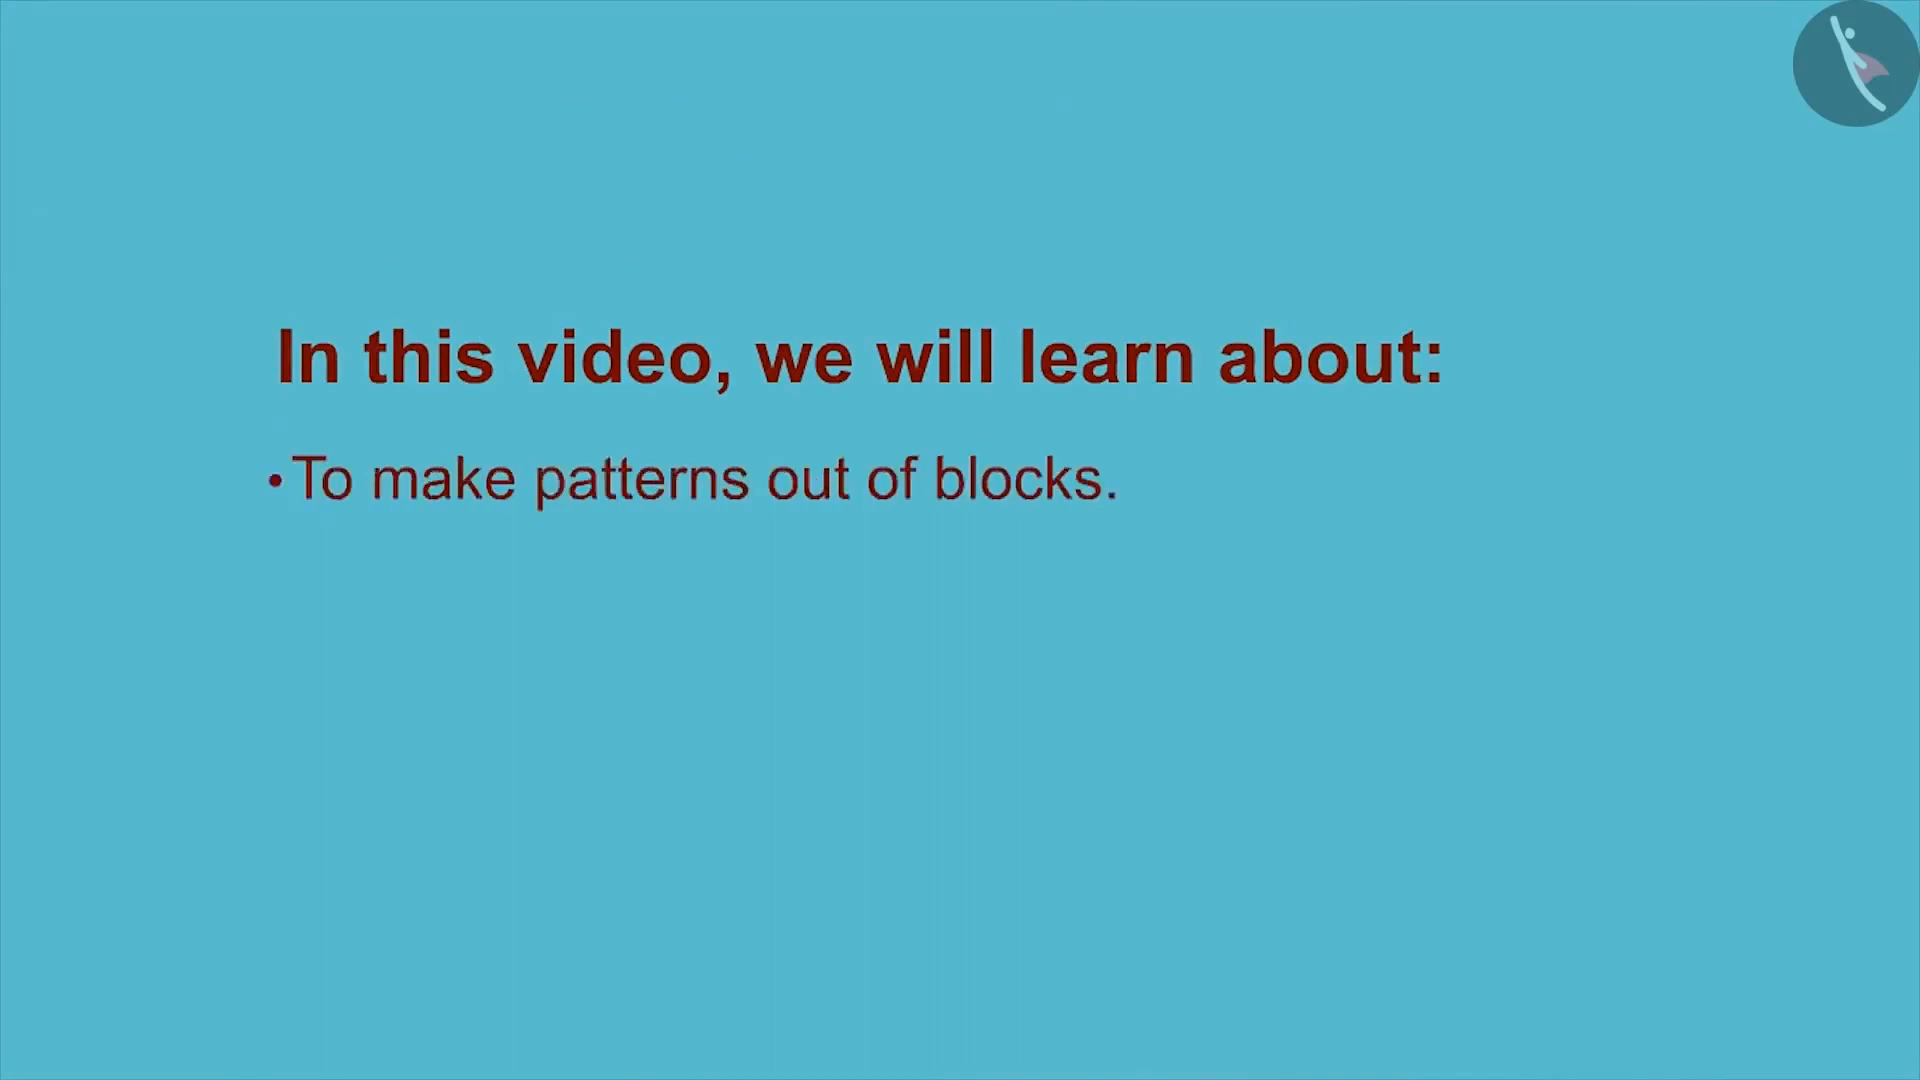 In this video, we will learn about:
•To make patterns out of blocks.